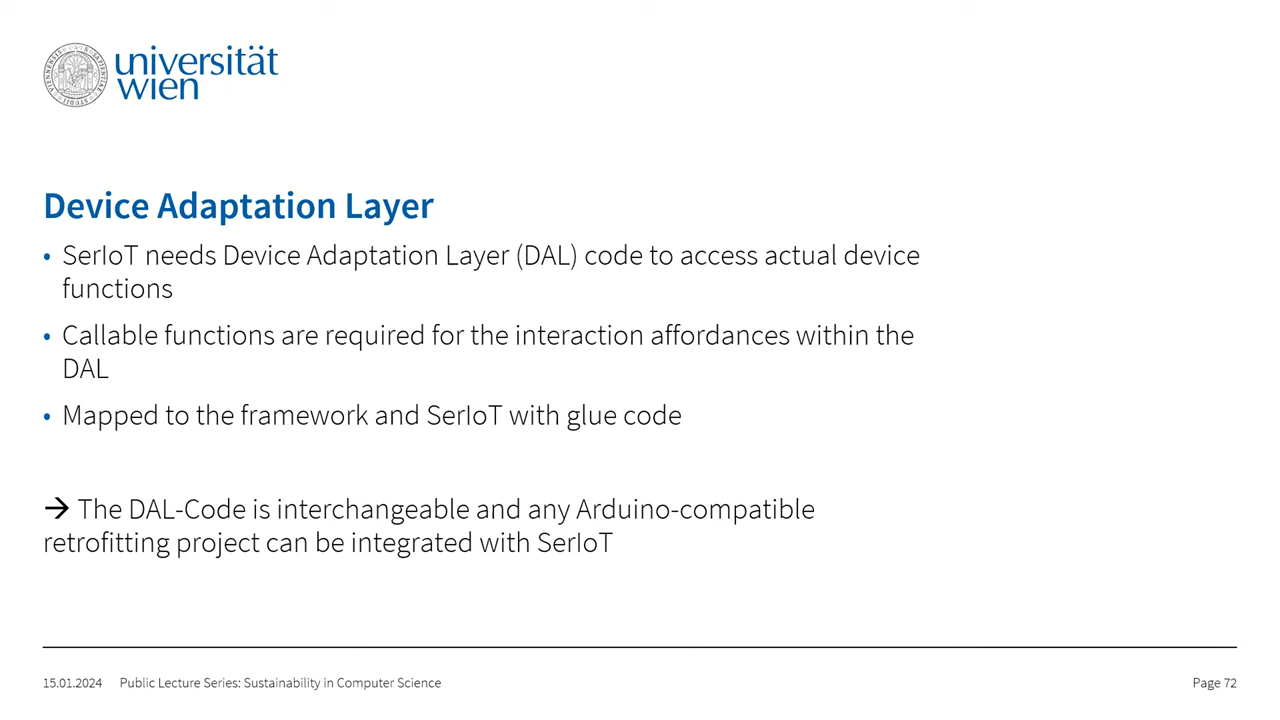 universität
wien
Device Adaptation Layer
• SerIoT needs Device Adaptation Layer (DAL) code to access actual device
functions
• Callable functions are required for the interaction affordances within the
DAL
• Mapped to the framework and SerIoT with glue code
→ The DAL-Code is interchangeable and any Arduino-compatible
retrofitting project can be integrated with SerIoT
15.01.2024 Public Lecture Series: Sustainability in Computer Science Page 72